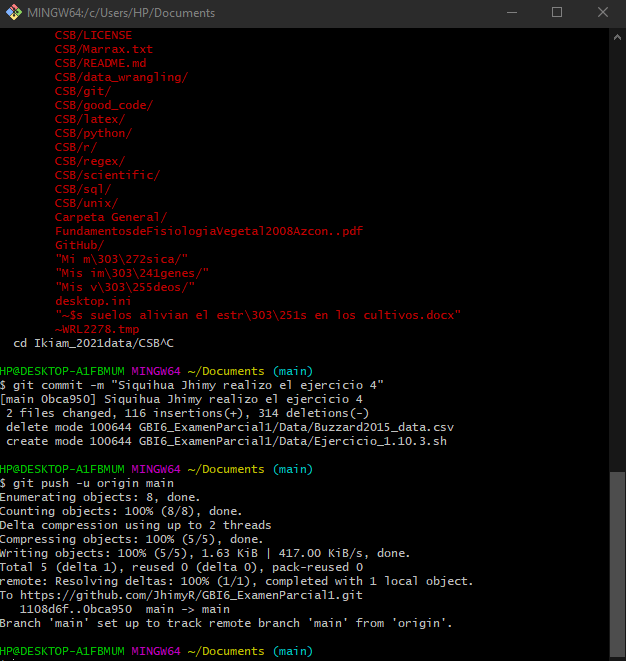 MINGW64:/c/Users/HP/Documents
CSB/LICENSE
CSB/Marrax.txt
CSB/README.md
CSB/data_wrangling/
CSB/git/
CSB/good_code/
CSB/latex/
CSB/python/
CSB/r/
CSB/regex/
CSB/scientific/
CSB/sql/
CSB/unix/
Carpeta General/
FundamentosdeFisiologiaVegetal2008Azcon..pdf
GitHub/
"Mi m\303\272sica/"
"Mis im\303\241genes/"
"Mis v\303\255deos/"
desktop.ini
"~$s suelos alivian el estr\303\251s en los cultivos.docx"
~WRL2278.tmp
cd Ikiam_2021data/CSB^C
HP@DESKTOP-A1FBMUM MINGW64 ~/Documents (main)
$ git commit -m "Siquihua Jhimy realizo el ejercicio 4"
[main 0bca950] Siquihua Jhimy realizo el ejercicio 4
2 files changed, 116 insertions(+), 314 deletions(-)
delete mode 100644 GBI6_ExamenParcial1/Data/Buzzard2015_data.csv
create mode 100644 GBI6_ExamenParcial1/Data/Ejercicio_1.10.3.sh
HP@DESKTOP-A1FBMUM MINGW64 ~/Documents (main)
$ git push -u origin main
Enumerating objects: 8, done.
Counting objects: 100% (8/8), done.
Delta compression using up to 2 threads
Compressing objects: 100% (5/5), done.
Writing objects: 100% (5/5), 1.63 KiB | 417.00 KiB/s, done.
Total 5 (delta 1), reused 0 (delta 0), pack-reused 0
remote: Resolving deltas: 100% (1/1), completed with 1 local object.
To https://github.com/JhimyR/GBI6_ExamenParcial1.git
1108d6f..0bca950  main -> main
Branch 'main' set up to track remote branch 'main' from 'origin'.
HP@DESKTOP-A1FBMUM MINGW64 ~/Documents (main)